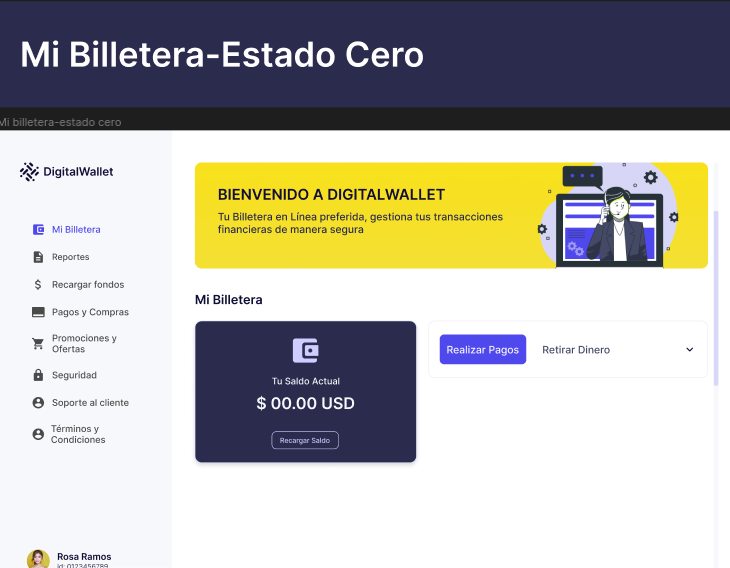 Mi Billetera-Estado Cero
Mi billetera-estado cero
DigitalWallet
Mi Billetera
Reportes
Recargar fondos
Pagos y Compras
Promociones y
Ofertas
Seguridad
Soporte al cliente
Términos y
Condiciones
Rosa Ramos
id: 0123456789
BIENVENIDO A DIGITALWALLET
Tu Billetera en Línea preferida, gestiona tus transacciones
financieras de manera segura
Mi Billetera
Tu Saldo Actual
$ 00.00 USD
Recargar Saldo
Realizar Pagos
Retirar Dinero